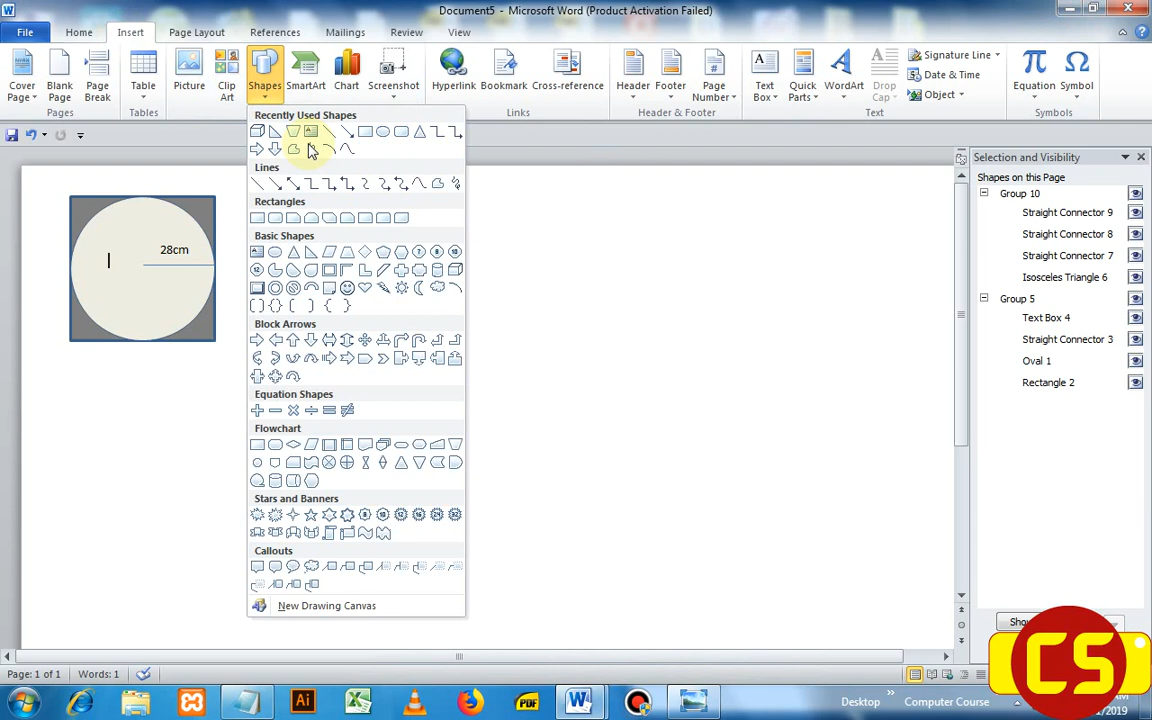 Document5 - Microsoft Word (Product Activation Failed)
File Home Insert Page Layout References Mailings Review View
Cover Page Blank Page Page Break Table Picture Clip Art Shapes SmartArt Chart Screenshot Hyperlink Bookmark Cross-reference Header Footer Page Number Text Box Quick Parts WordArt Drop Cap Signature Line Date & Time Object Equation Symbol
Pages Tables Links Header & Footer Text Symbols
Recently Used Shapes
Lines
Rectangles
Basic Shapes
Block Arrows
Equation Shapes
Flowchart
Stars and Banners
Callouts
New Drawing Canvas
28cm
Selection and Visibility
Shapes on this Page
Group 10
Straight Connector 9
Straight Connector 8
Straight Connector 7
Isosceles Triangle 6
Group 5
Text Box 4
Straight Connector 3
Oval 1
Rectangle 2
Page: 1 of 1 Words: 1
CS
Desktop Computer Course